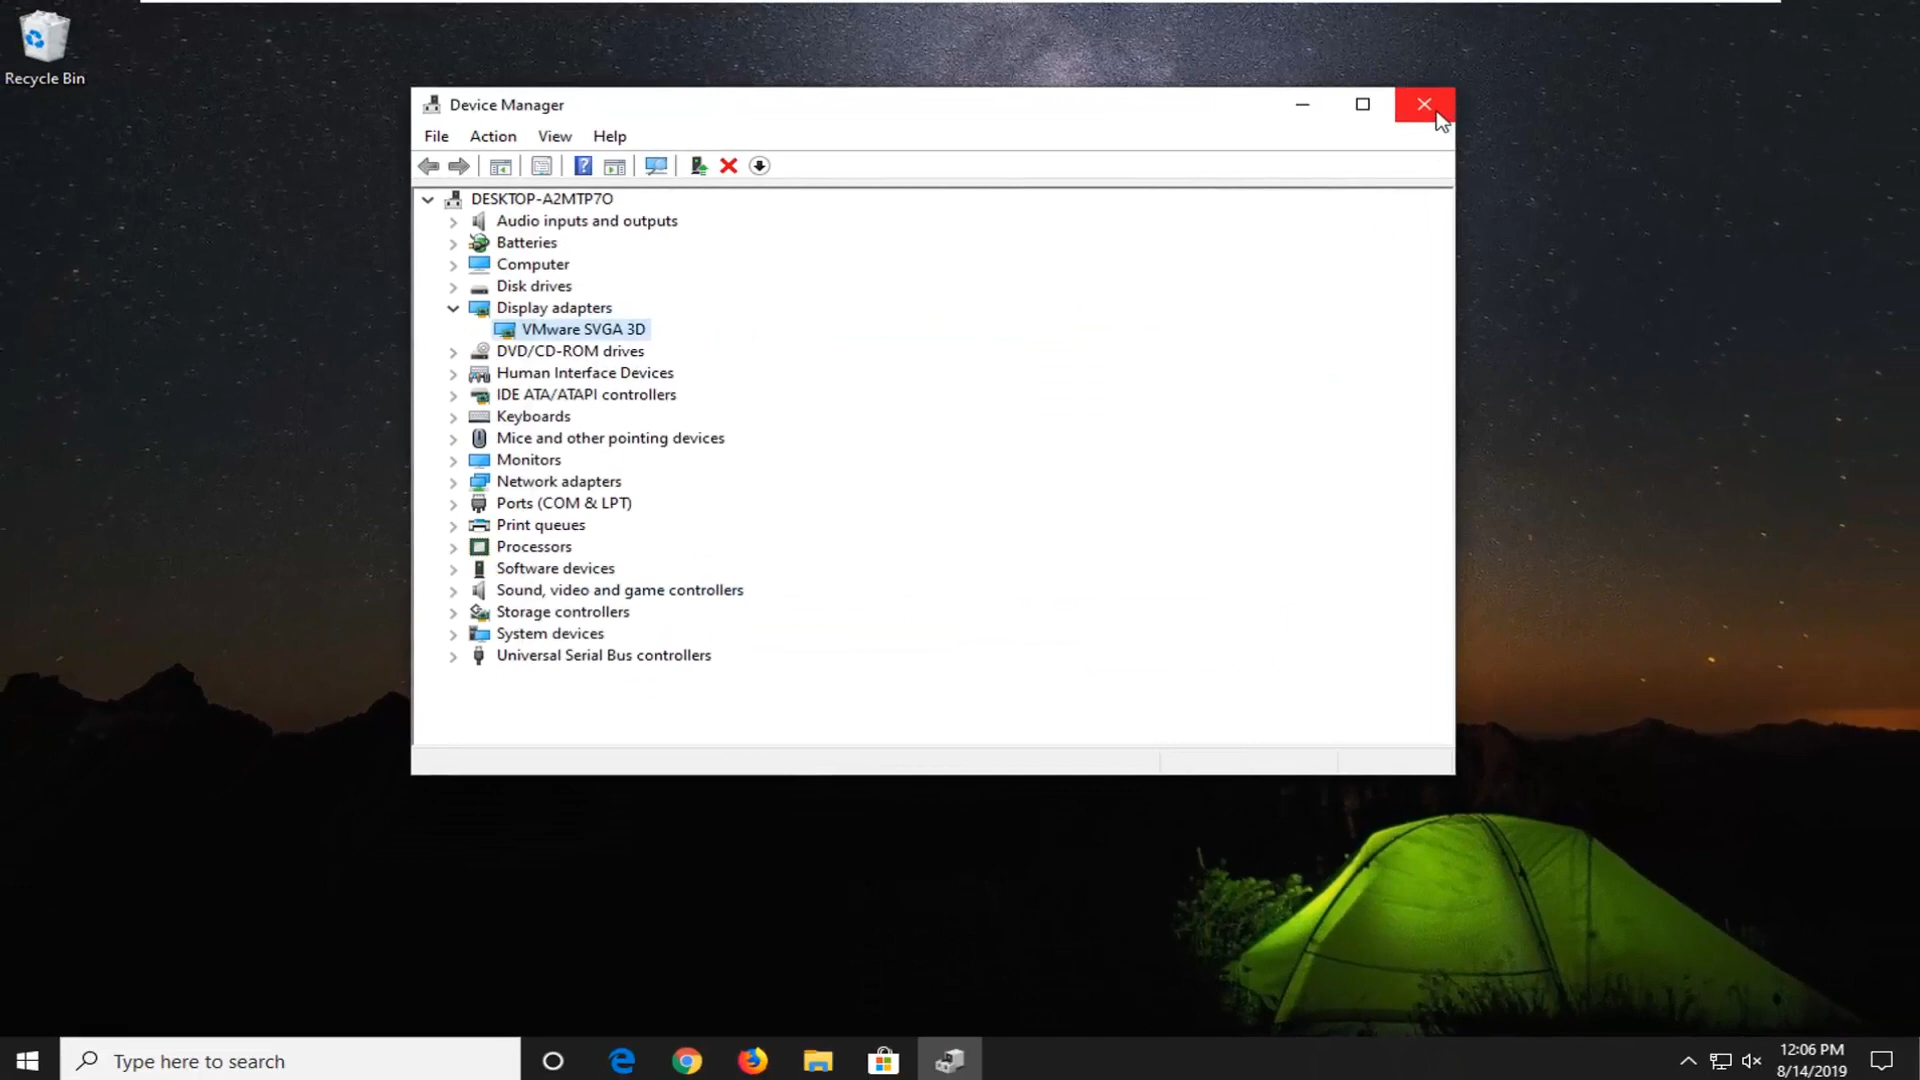 Recycle Bin
Device Manager
File Action View Help
DESKTOP-A2MTP7O
Audio inputs and outputs
Batteries
Computer
Disk drives
Display adapters
VMware SVGA 3D
DVD/CD-ROM drives
Human Interface Devices
IDE ATA/ATAPI controllers
Keyboards
Mice and other pointing devices
Monitors
Network adapters
Ports (COM & LPT)
Print queues
Processors
Software devices
Sound, video and game controllers
Storage controllers
System devices
Universal Serial Bus controllers
Type here to search
12:06 PM
8/14/2019